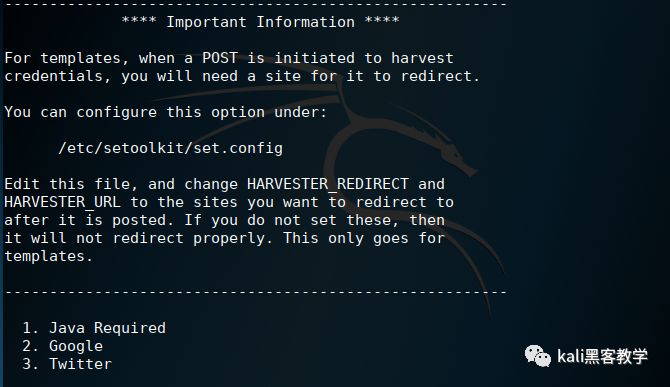 -------------------------------------------------------
**** Important Information ****
For templates, when a POST is initiated to harvest
credentials, you will need a site for it to redirect.
You can configure this option under:
/etc/setoolkit/set.config
Edit this file, and change HARVESTER_REDIRECT and
HARVESTER_URL to the sites you want to redirect to
after it is posted. If you do not set these, then
it will not redirect properly. This only goes for
templates.
-------------------------------------------------------
1. Java Required
2. Google
3. Twitter
kali黑客教学